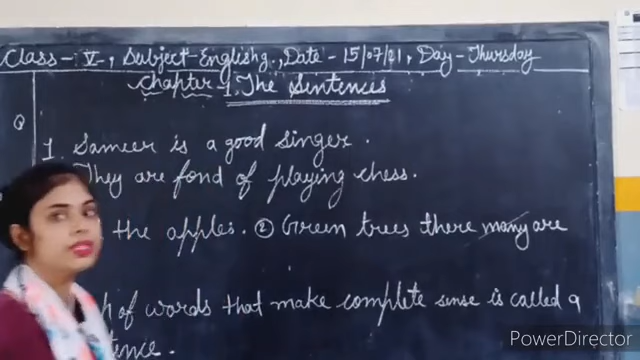 Class - V, Subject - English g., Date - 15/07/21, Day - Thursday
Chapter - 1. The Sentences
Q
1 Sameer is a good singer.
They are fond of playing chess.
the apples. ② Green trees there many are
of words that make complete sense is called a
tence.
PowerDirector